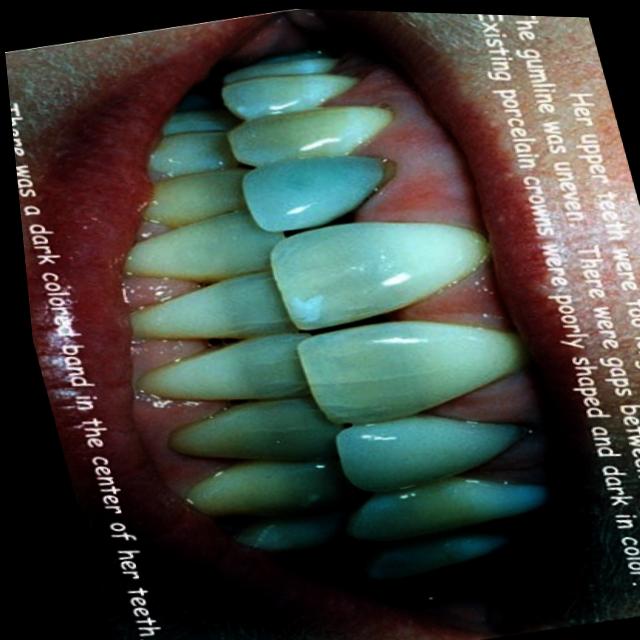 Her upper teeth were
The gumline was uneven. There were gaps
Existing porcelain crowns were poorly shaped and dark in color.
There was a dark colored band in the center of her teeth